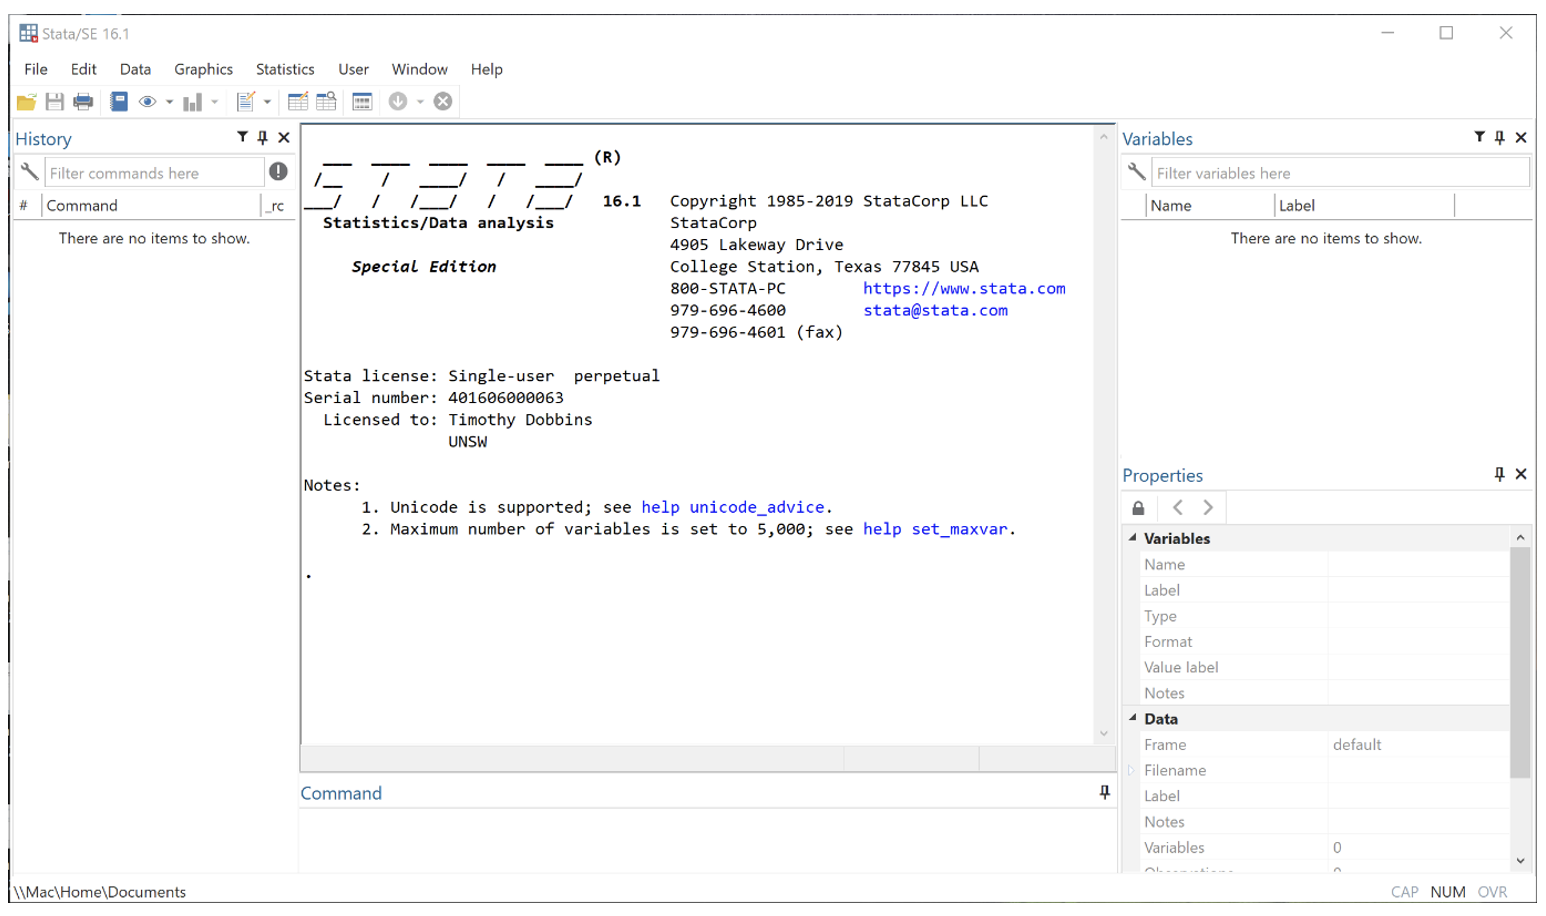 Stata/SE 16.1
File Edit Data Graphics Statistics User Window Help
History
Filter commands here
# Command _rc
There are no items to show.
___ ____ ____ ____ ____ (R)
/__ / ____/ / ____/
___/ / /___/ / /___/ 16.1 Copyright 1985-2019 StataCorp LLC
Statistics/Data analysis StataCorp
4905 Lakeway Drive
Special Edition College Station, Texas 77845 USA
800-STATA-PC https://www.stata.com
979-696-4600 stata@stata.com
979-696-4601 (fax)
Stata license: Single-user perpetual
Serial number: 401606000063
Licensed to: Timothy Dobbins
UNSW
Notes:
1. Unicode is supported; see help unicode_advice.
2. Maximum number of variables is set to 5,000; see help set_maxvar.
.
Command
Variables
Filter variables here
Name Label
There are no items to show.
Properties
Variables
Name
Label
Type
Format
Value label
Notes
Data
Frame default
Filename
Label
Notes
Variables 0
\\Mac\Home\Documents
CAP NUM OVR